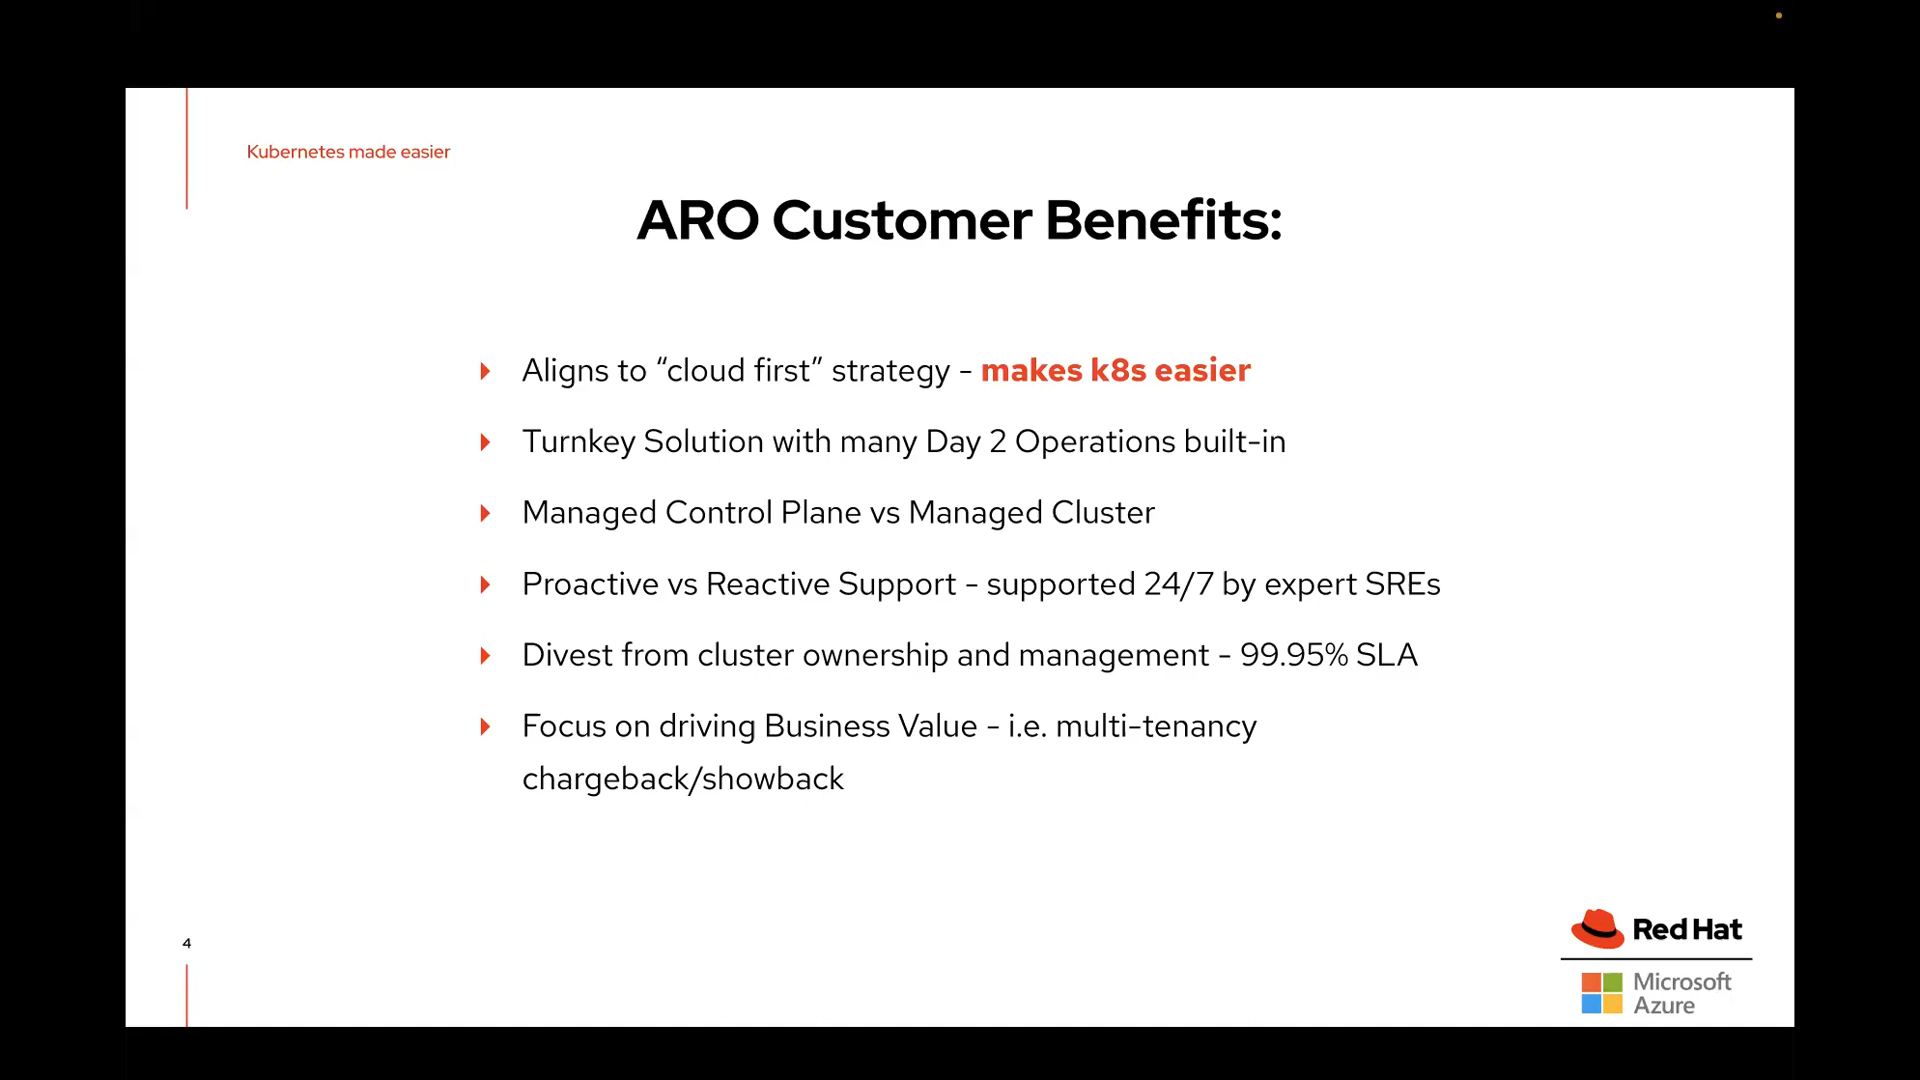 Kubernetes made easier
ARO Customer Benefits:
Aligns to “cloud first” strategy - makes k8s easier
Turnkey Solution with many Day 2 Operations built-in
Managed Control Plane vs Managed Cluster
Proactive vs Reactive Support - supported 24/7 by expert SREs
Divest from cluster ownership and management - 99.95% SLA
Focus on driving Business Value - i.e. multi-tenancy
chargeback/showback
4
Red Hat
Microsoft
Azure